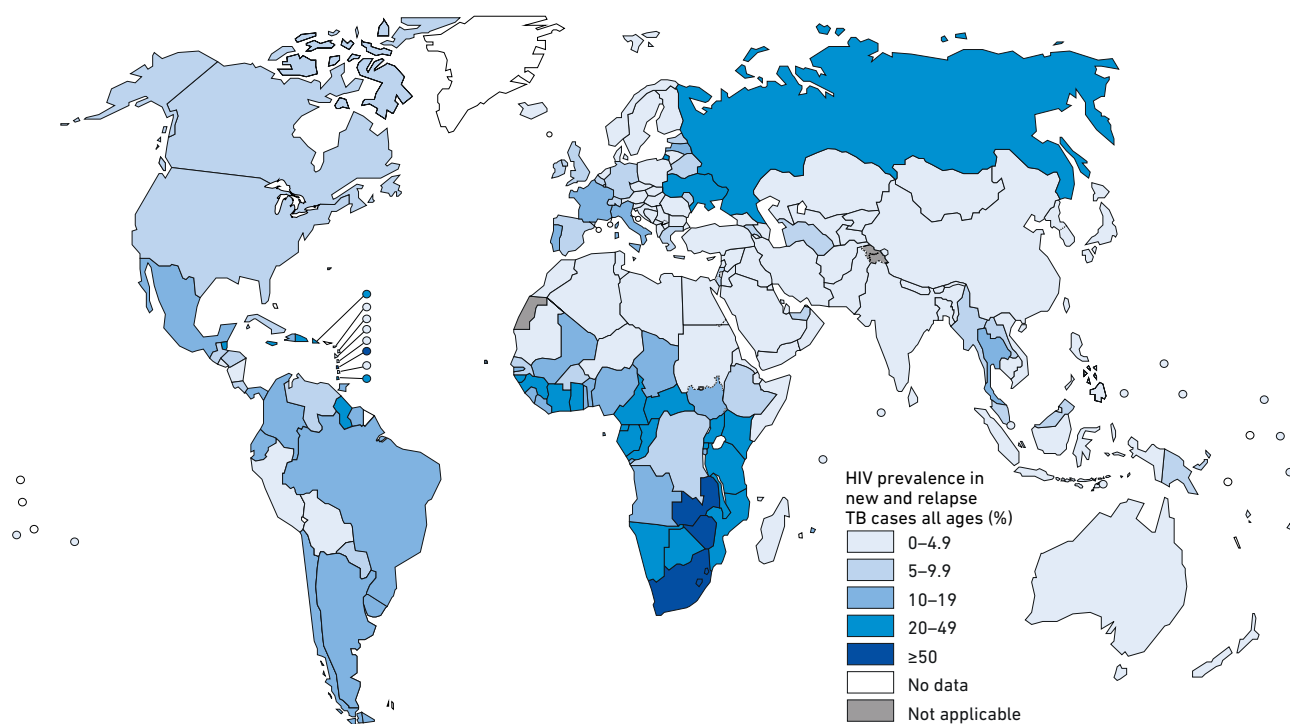 HIV prevalence in
new and relapse
TB cases all ages (%)
0–4.9
5–9.9
10–19
20–49
≥50
No data
Not applicable